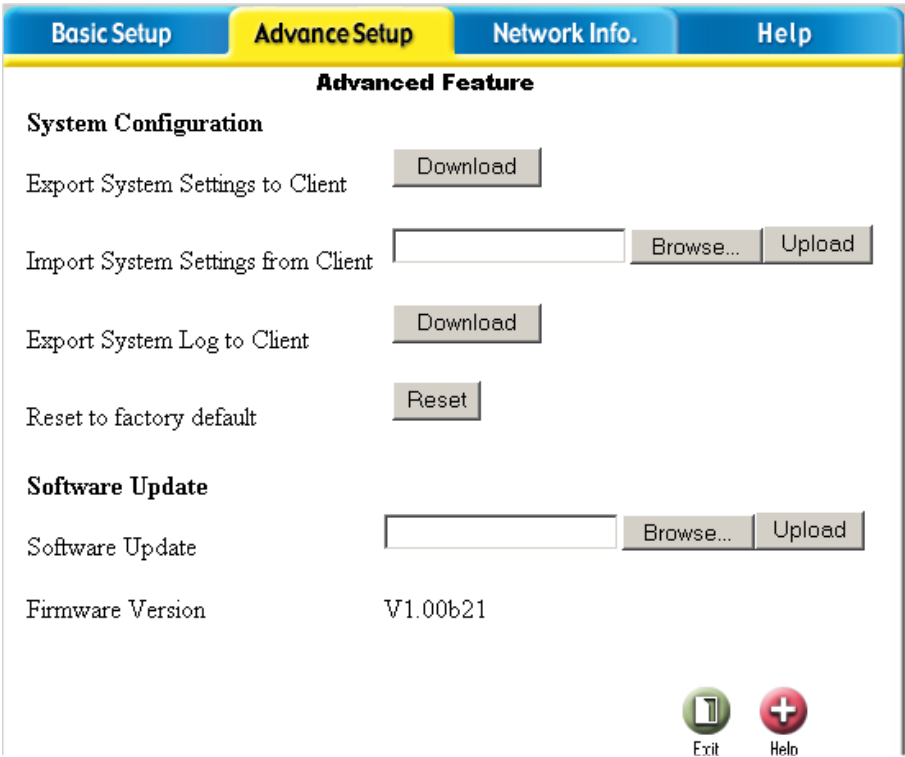 Basic Setup Advance Setup Network Info. Help
Advanced Feature
System Configuration
Export System Settings to Client Download
Import System Settings from Client Browse... Upload
Export System Log to Client Download
Reset to factory default Reset
Software Update
Software Update Browse... Upload
Firmware Version V1.00b21
Exit Help